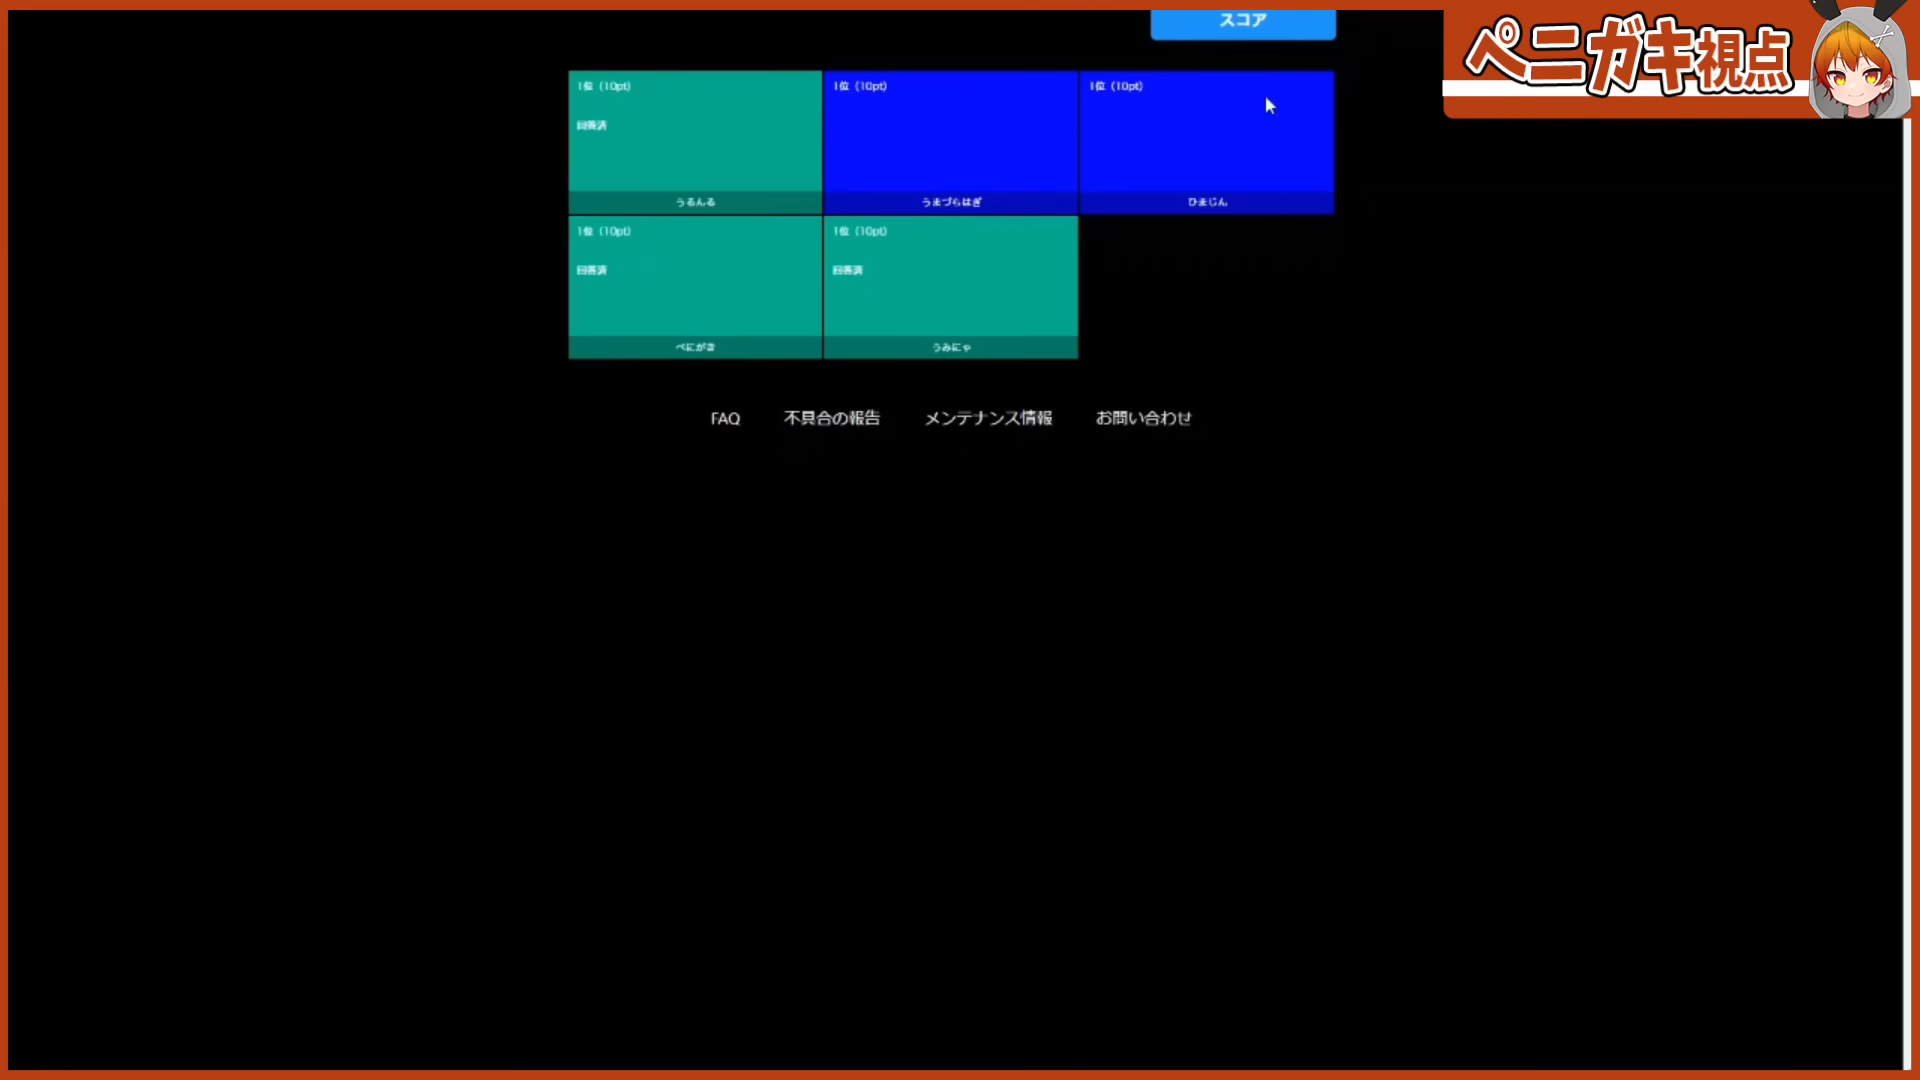 スコア
ペニガキ視点
1位（10pt）
回答済
うるんる
1位（10pt）
うまづらはぎ
1位（10pt）
ひまじん
1位（10pt）
回答済
べにがき
1位（10pt）
回答済
うみにゃ
FAQ 不具合の報告 メンテナンス情報 お問い合わせ